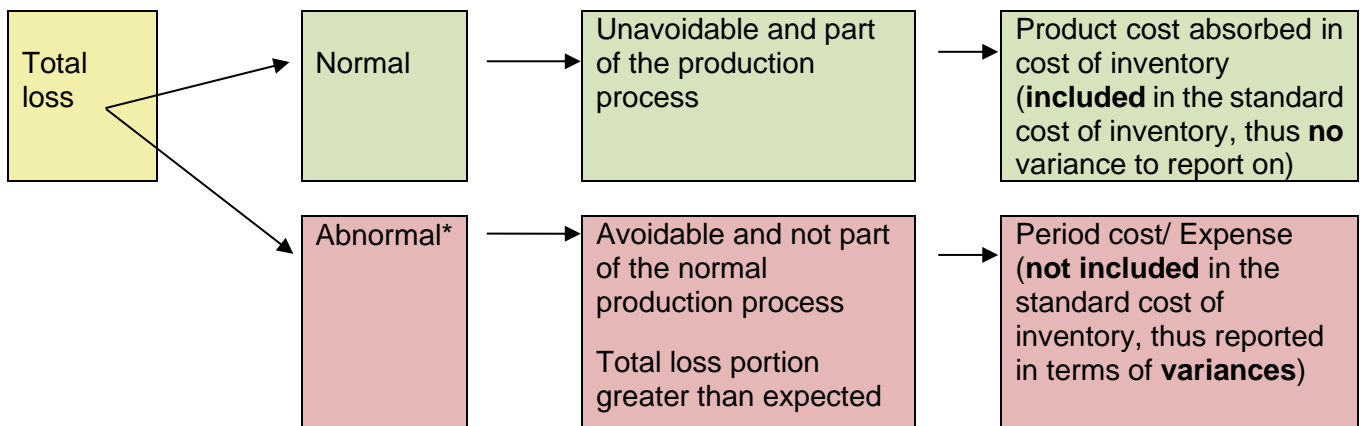 Total
loss
Normal
Unavoidable and part
of the production
process
Product cost absorbed in
cost of inventory
(included in the standard
cost of inventory, thus no
variance to report on)
Abnormal*
Avoidable and not part
of the normal
production process
Total loss portion
greater than expected
Period cost/ Expense
(not included in the
standard cost of
inventory, thus reported
in terms of variances)